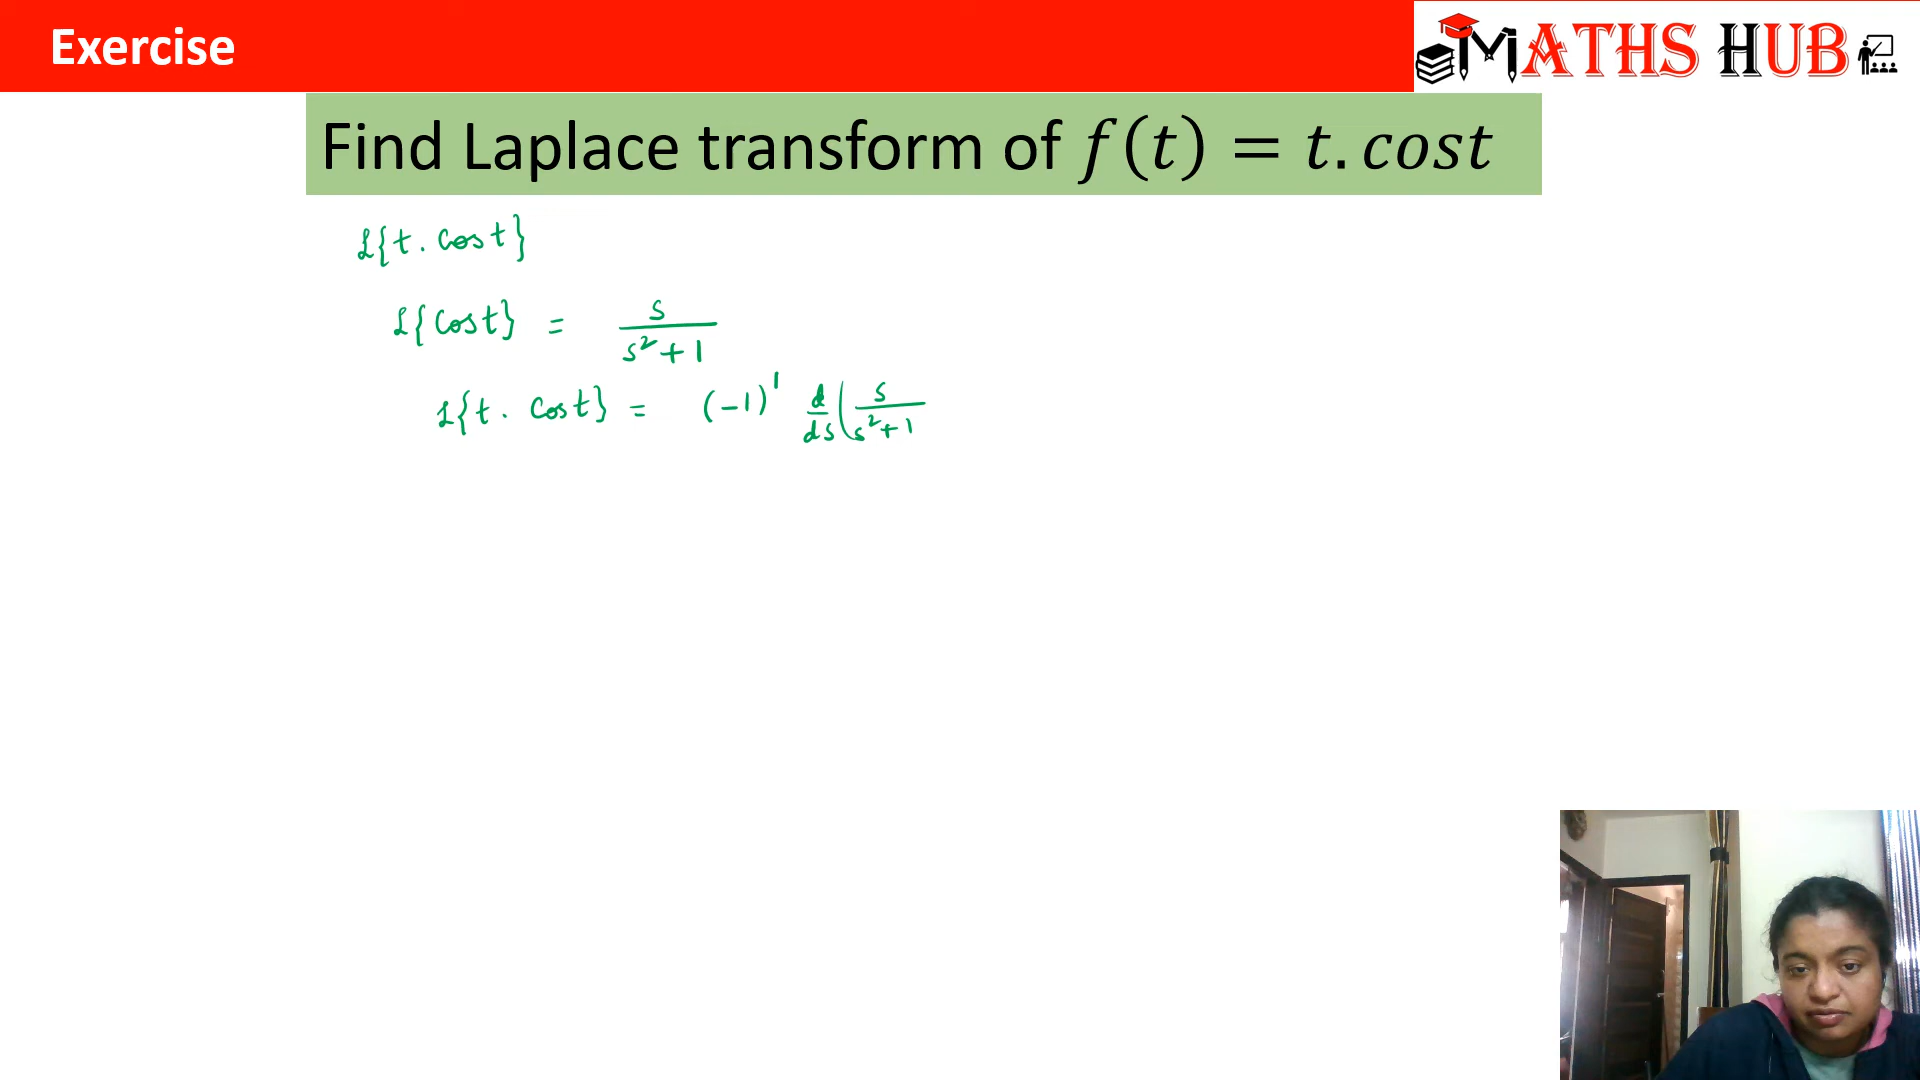 Exercise
MATHS HUB
Find Laplace transform of f(t) = t.cost
ℒ{t. cost}
ℒ{cost} = s/(s²+1)
ℒ{t. cost} = (-1)¹ d/ds(s/(s²+1